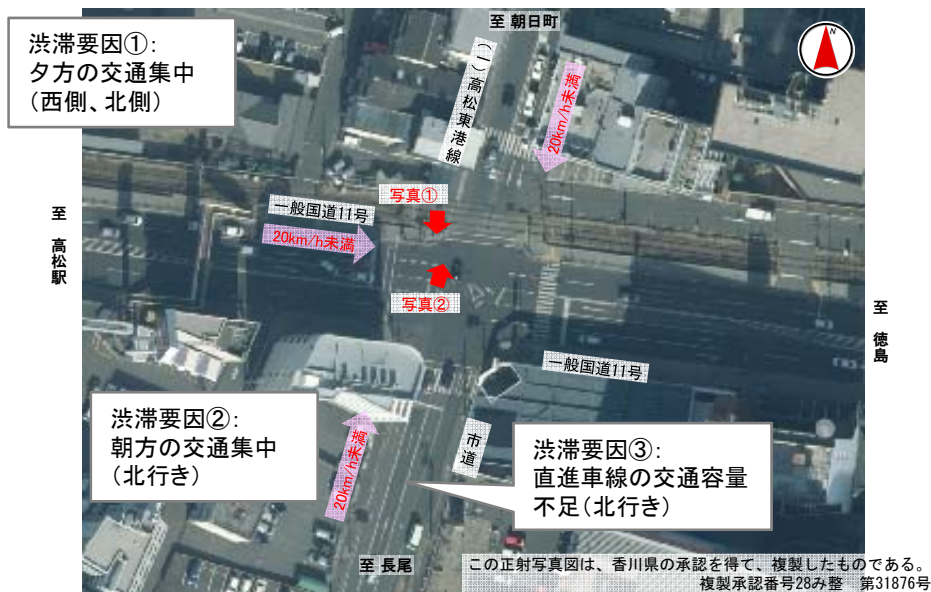 渋滞要因①:
夕方の交通集中
(西側、北側)
至 朝日町
N
(一)高松東港線
20km/h未満
写真①
一般国道11号
20km/h未満
至 高松駅
写真②
至 徳島
一般国道11号
渋滞要因②:
朝方の交通集中
(北行き)
20km/h未満
市道
渋滞要因③:
直進車線の交通容量
不足(北行き)
至 長尾
この正射写真図は、香川県の承認を得て、複製したものである。
複製承認番号28み整 第31876号